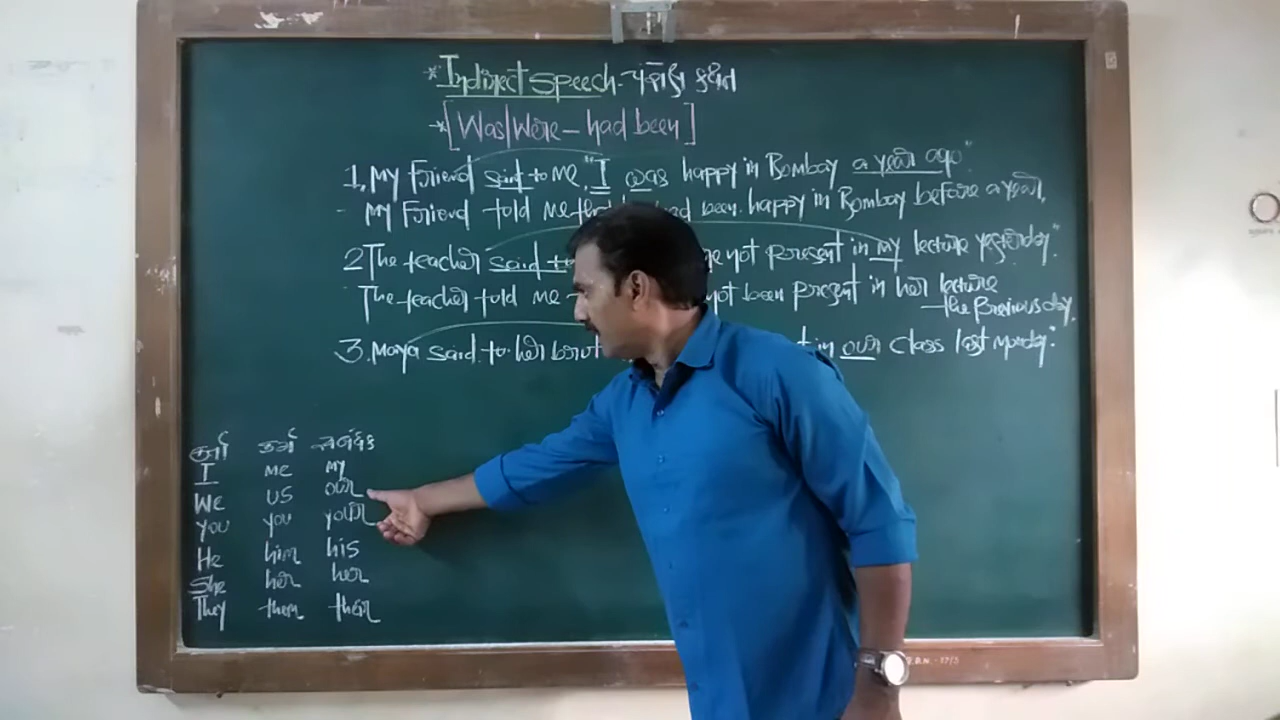 * Indirect speech - પરોક્ષ કથન
→ [Was/Were – had been]
1. My Friend said to me, "I was happy in Bombay a year ago"
- My Friend told me that had been happy in Bombay before a year.
2 The teacher said to not present in my lecture yesterday."
The teacher told me not been present in her lecture
the previous day.
3. Maya said to her in our class last Monday."
કર્તા કર્મ સંબંધક
I me my
We us our
you you your
He him his
She her her
They them their